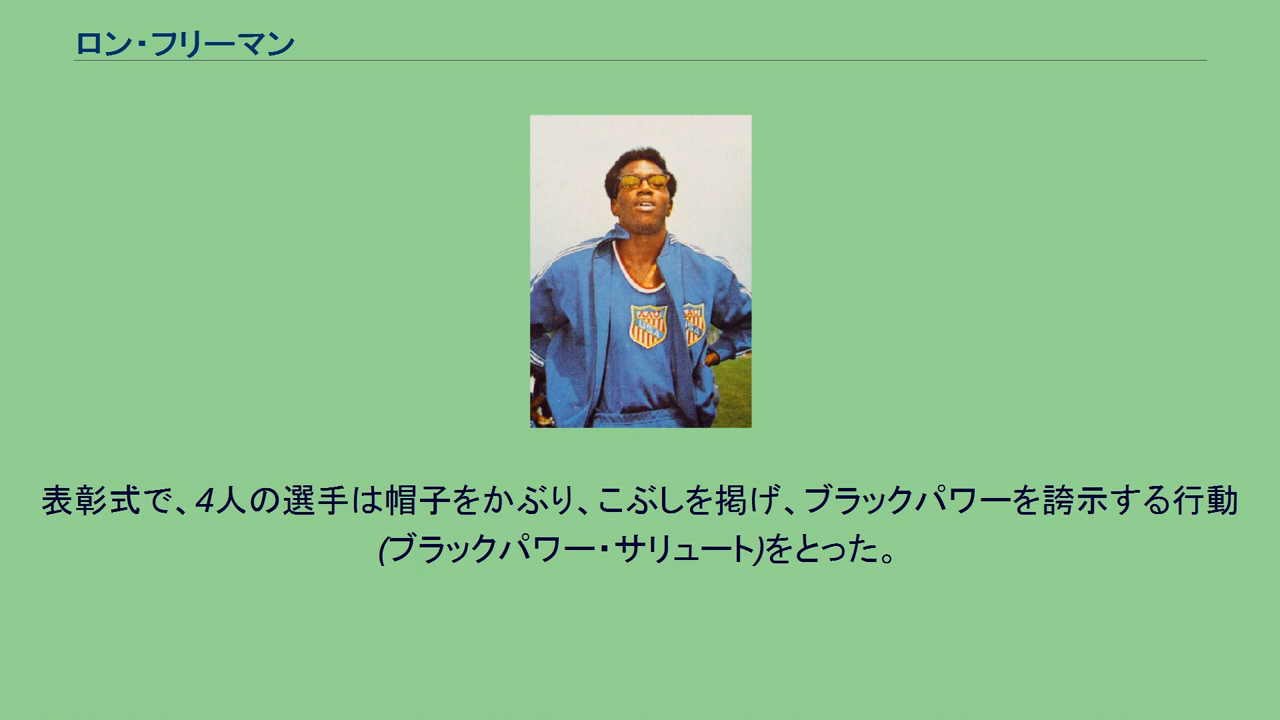 ロン・フリーマン
表彰式で、4人の選手は帽子をかぶり、こぶしを掲げ、ブラックパワーを誇示する行動
(ブラックパワー・サリュート)をとった。